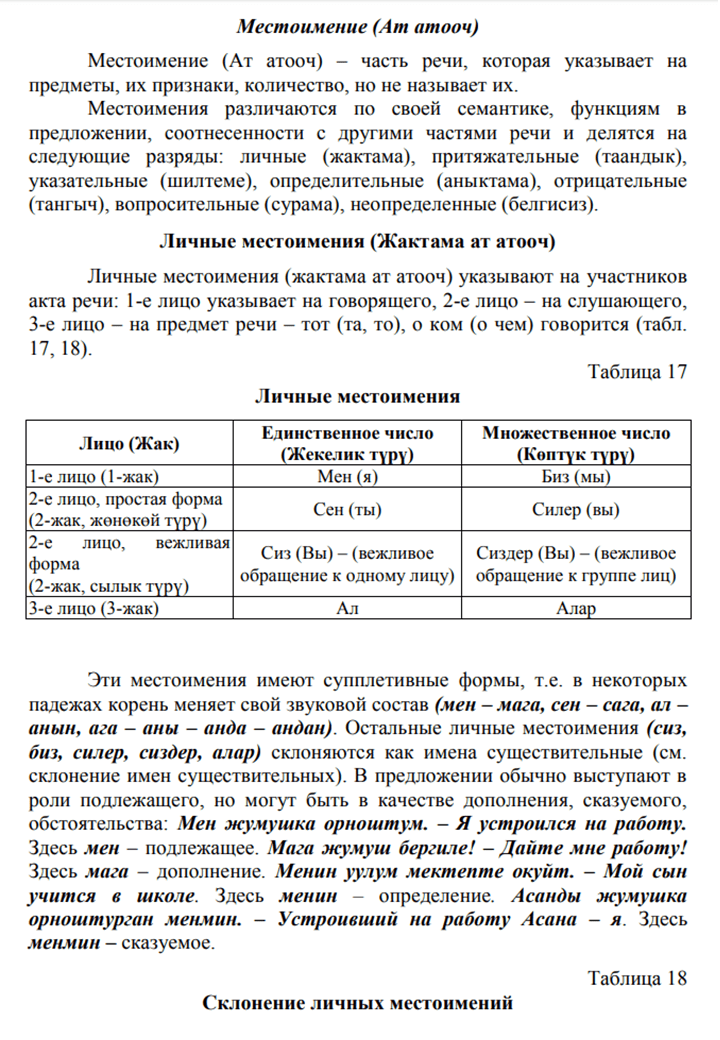 Местоимение (Ат атооч)
Местоимение (Ат атооч) – часть речи, которая указывает на
предметы, их признаки, количество, но не называет их.
Местоимения различаются по своей семантике, функциям в
предложении, соотнесенности с другими частями речи и делятся на
следующие разряды: личные (жактама), притяжательные (таандык),
указательные (шилтеме), определительные (аныктама), отрицательные
(тангыч), вопросительные (сурама), неопределенные (белгисиз).
Личные местоимения (Жактама ат атооч)
Личные местоимения (жактама ат атооч) указывают на участников
акта речи: 1-е лицо указывает на говорящего, 2-е лицо – на слушающего,
3-е лицо – на предмет речи – тот (та, то), о ком (о чем) говорится (табл.
17, 18).
Таблица 17
Личные местоимения
Лицо (Жак)
Единственное число
(Жекелик түрү)
Множественное число
(Көптүк түрү)
1-е лицо (1-жак)
Мен (я)
Биз (мы)
2-е лицо, простая форма
(2-жак, жөнөкөй түрү)
Сен (ты)
Силер (вы)
2-е лицо, вежливая
форма
(2-жак, сылык түрү)
Сиз (Вы) – (вежливое
обращение к одному лицу)
Сиздер (Вы) – (вежливое
обращение к группе лиц)
3-е лицо (3-жак)
Ал
Алар
Эти местоимения имеют супплетивные формы, т.е. в некоторых
падежах корень меняет свой звуковой состав (мен – мага, сен – сага, ал –
анын, ага – аны – анда – андан). Остальные личные местоимения (сиз,
биз, силер, сиздер, алар) склоняются как имена существительные (см.
склонение имен существительных). В предложении обычно выступают в
роли подлежащего, но могут быть в качестве дополнения, сказуемого,
обстоятельства: Мен жумушка орноштум. – Я устроился на работу.
Здесь мен – подлежащее. Мага жумуш бергиле! – Дайте мне работу!
Здесь мага – дополнение. Менин уулум мектепте окуйт. – Мой сын
учится в школе. Здесь менин – определение. Асанды жумушка
орноштурган менмин. – Устроивший на работу Асана – я. Здесь
менмин – сказуемое.
Таблица 18
Склонение личных местоимений